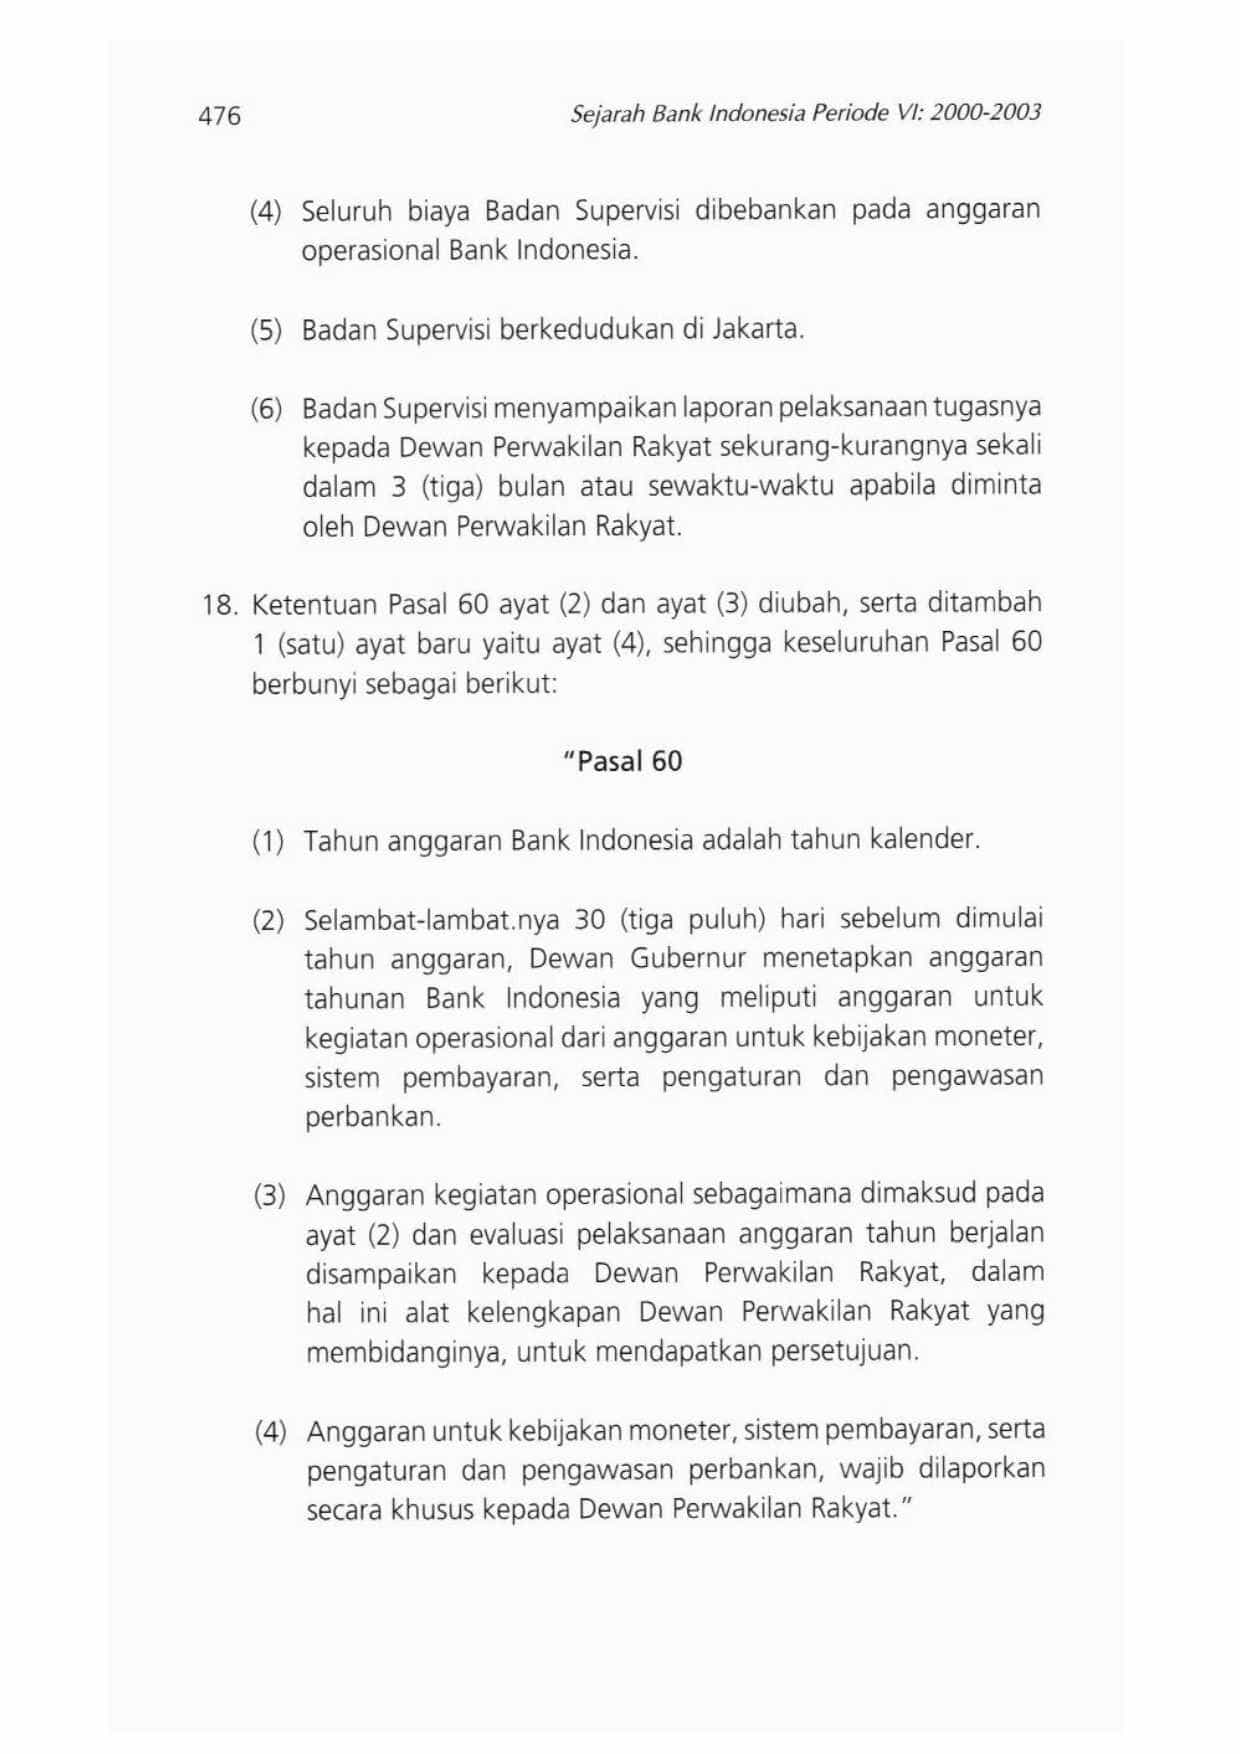 476
Sejarah Bank Indonesia Periode VI: 2000-2003
(4) Seluruh biaya Badan Supervisi dibebankan pada anggaran
operasional Bank Indonesia.
(5) Badan Supervisi berkedudukan di Jakarta.
(6) Badan Supervisi menyampaikan laporan pelaksanaan tugasnya
kepada Dewan Perwakilan Rakyat sekurang-kurangnya sekali
dalam 3 (tiga) bulan atau sewaktu-waktu apabila diminta
oleh Dewan Perwakilan Rakyat.
18. Ketentuan Pasal 60 ayat (2) dan ayat (3) diubah, serta ditambah
1 (satu) ayat baru yaitu ayat (4), sehingga keseluruhan Pasal 60
berbunyi sebagai berikut:
"Pasal 60
(1) Tahun anggaran Bank Indonesia adalah tahun kalender.
(2) Selambat-lambat.nya 30 (tiga puluh) hari sebelum dimulai
tahun anggaran, Dewan Gubernur menetapkan anggaran
tahunan Bank Indonesia yang meliputi anggaran untuk
kegiatan operasional dari anggaran untuk kebijakan moneter,
sistem pembayaran, serta pengaturan dan pengawasan
perbankan.
(3) Anggaran kegiatan operasional sebagaimana dimaksud pada
ayat (2) dan evaluasi pelaksanaan anggaran tahun berjalan
disampaikan kepada Dewan Perwakilan Rakyat, dalam
hal ini alat kelengkapan Dewan Perwakilan Rakyat yang
membidanginya, untuk mendapatkan persetujuan.
(4) Anggaran untuk kebijakan moneter, sistem pembayaran, serta
pengaturan dan pengawasan perbankan, wajib dilaporkan
secara khusus kepada Dewan Perwakilan Rakyat."